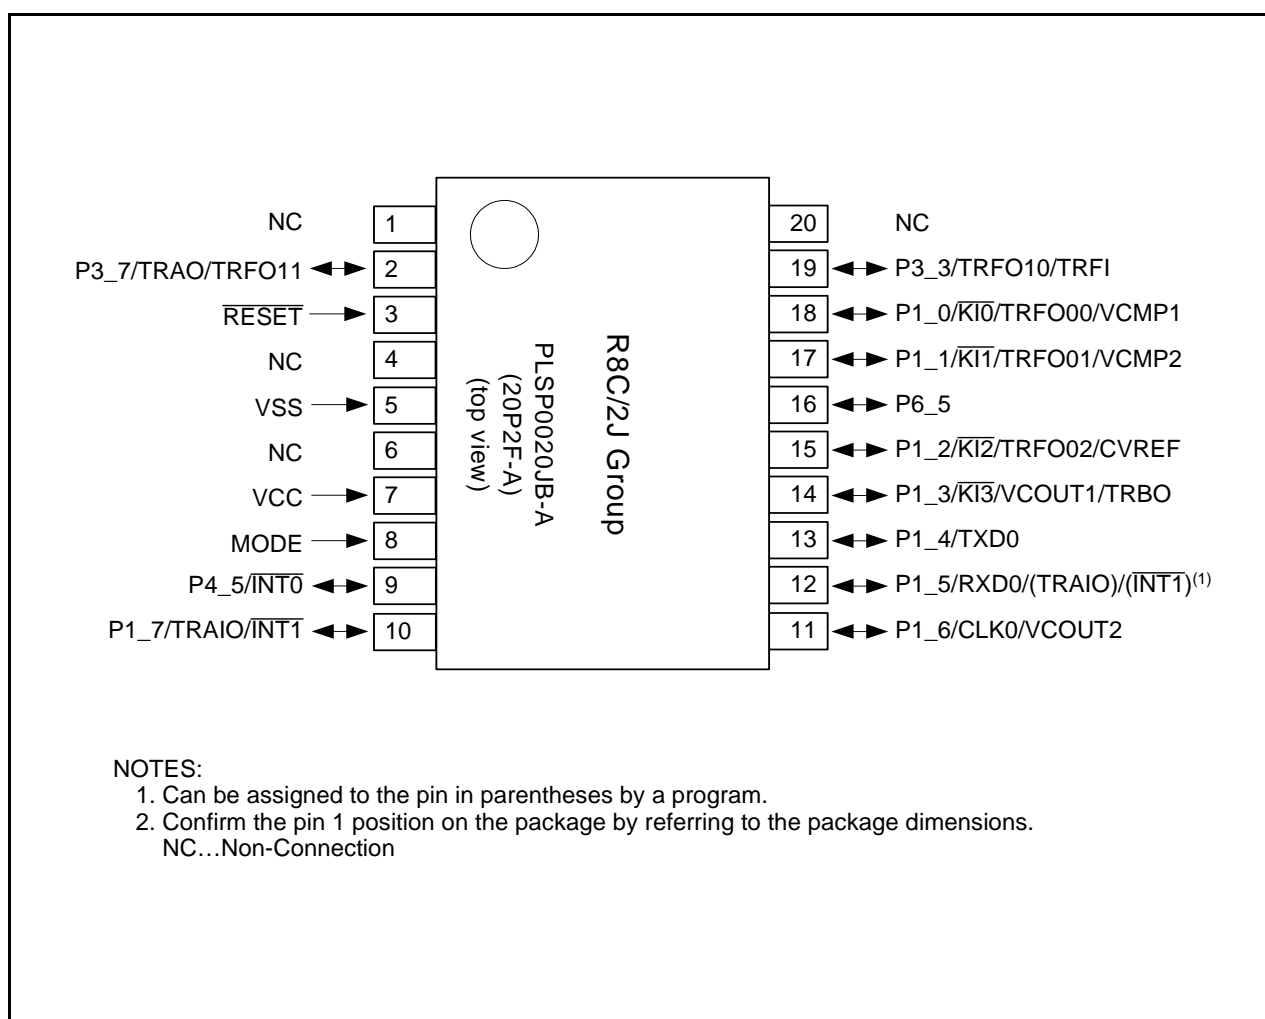 NC 1
P3_7/TRAO/TRFO11 2
RESET 3
NC 4
VSS 5
NC 6
VCC 7
MODE 8
P4_5/INT0 9
P1_7/TRAIO/INT1 10
R8C/2J Group
PLSP0020JB-A
(20P2F-A)
(top view)
20 NC
19 P3_3/TRFO10/TRFI
18 P1_0/KI0/TRFO00/VCMP1
17 P1_1/KI1/TRFO01/VCMP2
16 P6_5
15 P1_2/KI2/TRFO02/CVREF
14 P1_3/KI3/VCOUT1/TRBO
13 P1_4/TXD0
12 P1_5/RXD0/(TRAIO)/(INT1)(1)
11 P1_6/CLK0/VCOUT2
NOTES:
1. Can be assigned to the pin in parentheses by a program.
2. Confirm the pin 1 position on the package by referring to the package dimensions.
NC…Non-Connection